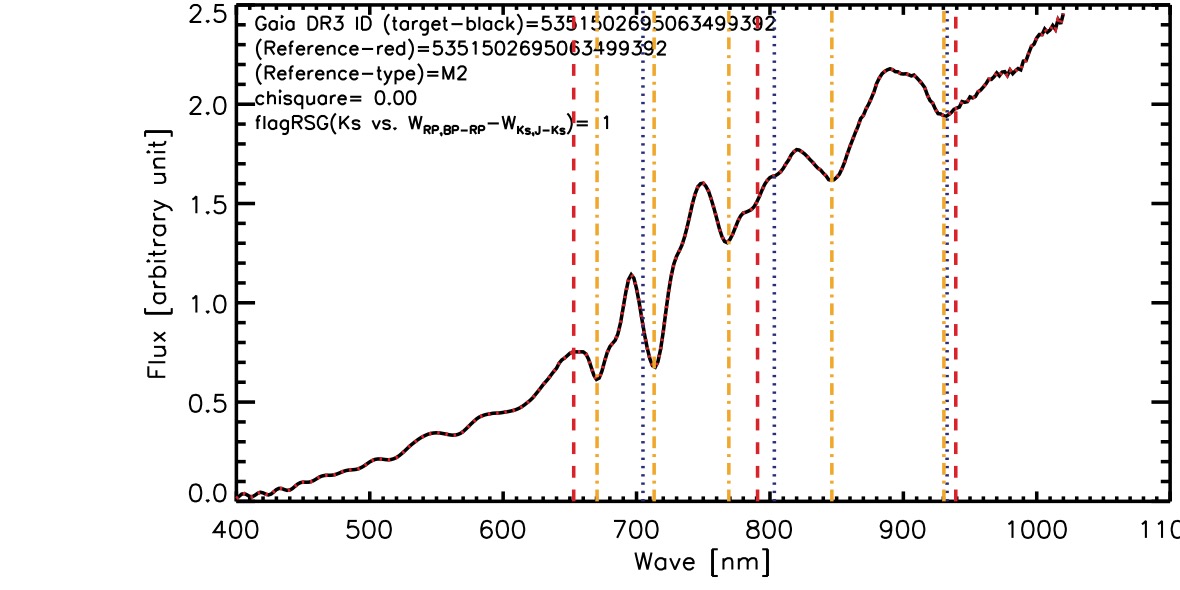 2.5
Gaia DR3 ID (target-black)=5351502695063499392
(Reference-red)=5351502695063499392
(Reference-type)=M2
chisquare= 0.00
flagRSG(Ks vs. WRP,BP-RP-WKs,J-Ks)= 1
2.0
1.5
1.0
0.5
0.0
Flux [arbitrary unit]
400 500 600 700 800 900 1000 110
Wave [nm]